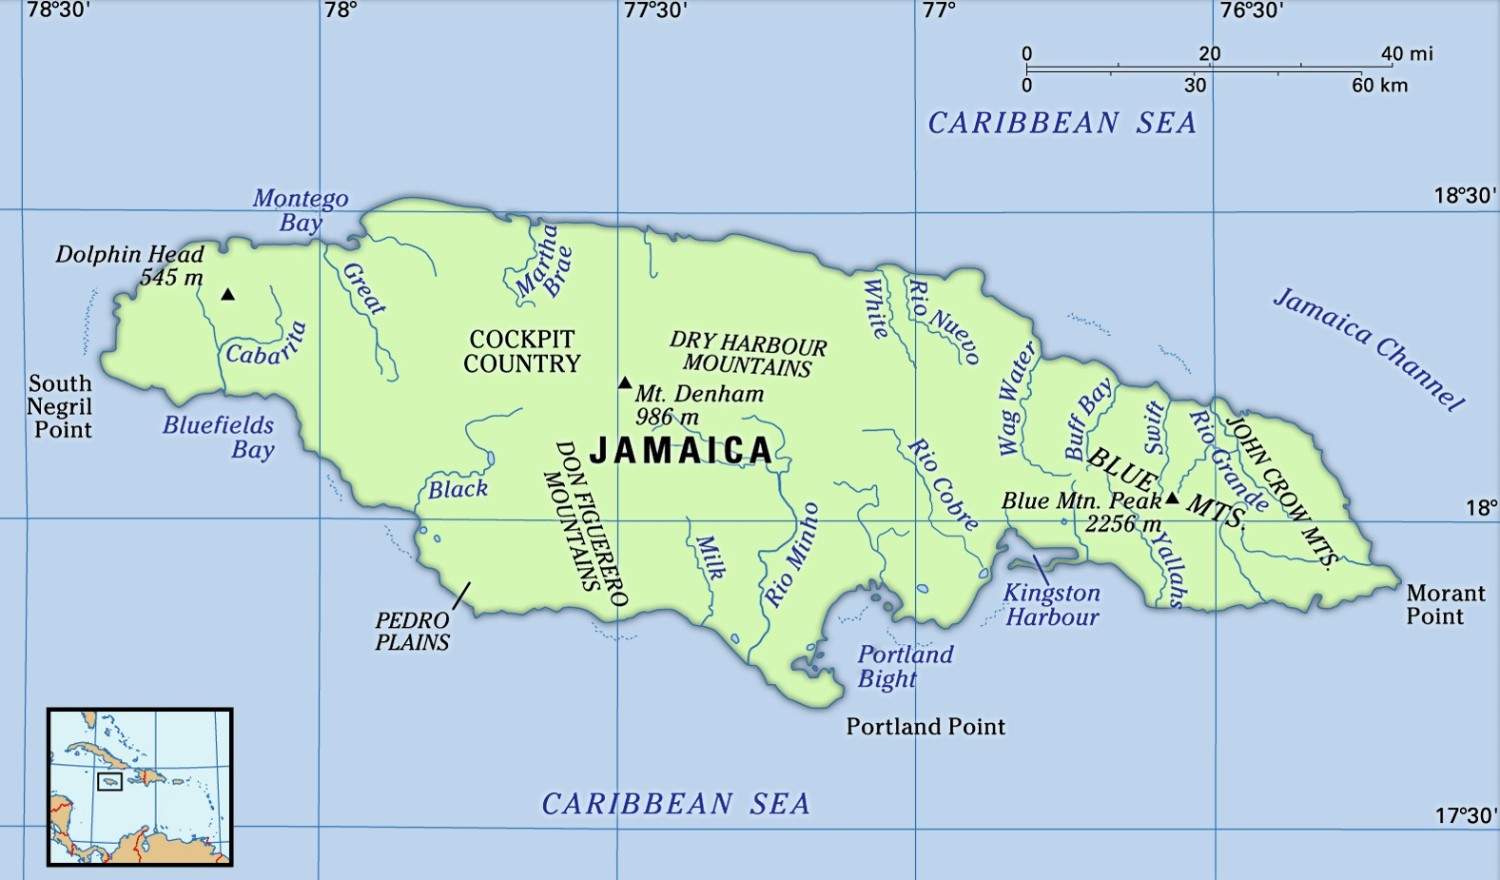 78°30'
78°
77°30'
77°
76°30'
0 20 40 mi
0 30 60 km
CARIBBEAN SEA
18°30'
Montego
Bay
Dolphin Head
545 m
Great
Martha
Brae
White
Rio Nuevo
Jamaica Channel
Cabarita
COCKPIT
COUNTRY
DRY HARBOUR
MOUNTAINS
South
Negril
Point
Mt. Denham
986 m
Wag Water
Buff Bay
Swift
Rio Grande
JOHN CROW MTS.
Bluefields
Bay
JAMAICA
Black
DON FIGUERERO
MOUNTAINS
Rio Cobre
BLUE
MTS.
Blue Mtn. Peak
2256 m
18°
Milk
Rio Minho
Yallahs
PEDRO
PLAINS
Kingston
Harbour
Morant
Point
Portland
Bight
Portland Point
CARIBBEAN SEA
17°30'